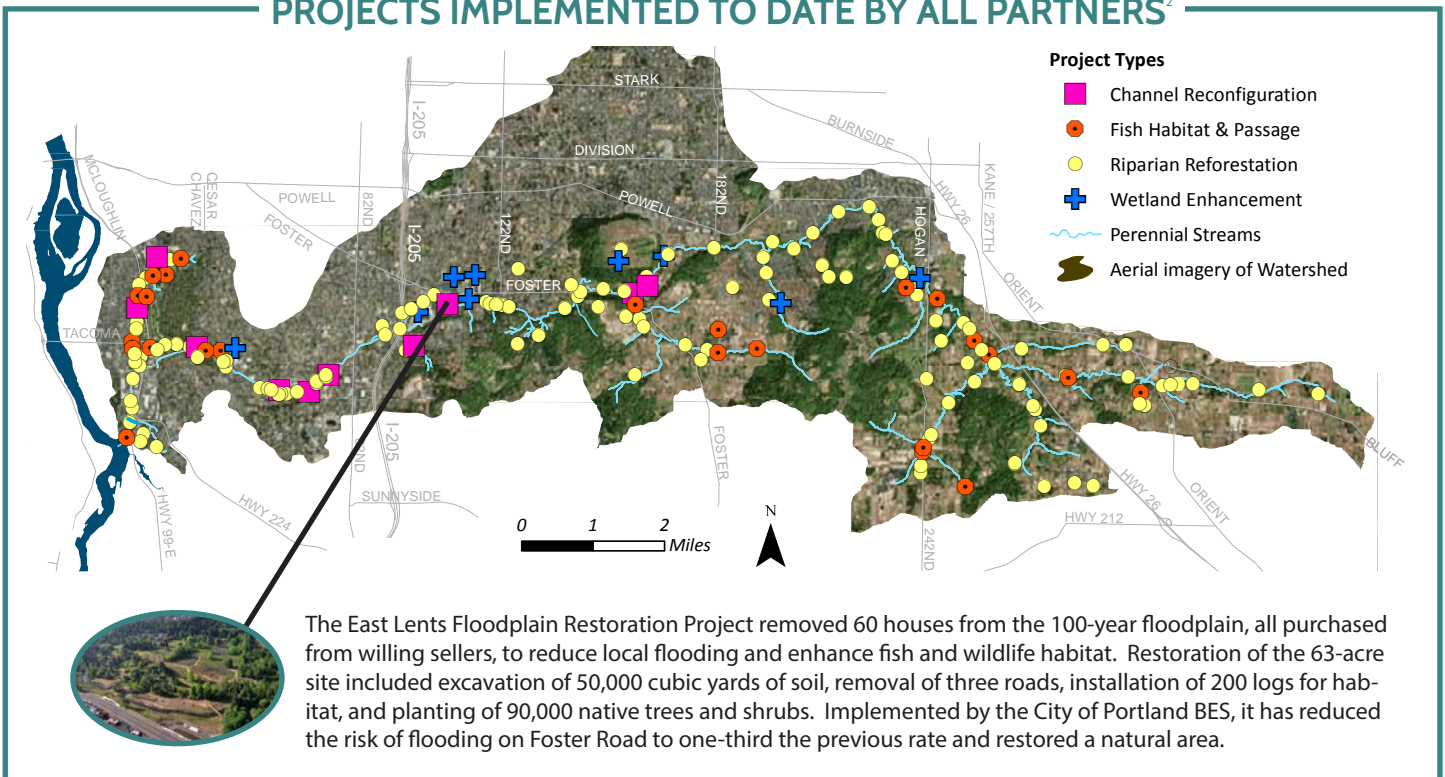 PROJECTS IMPLEMENTED TO DATE BY ALL PARTNERS2
Project Types
Channel Reconfiguration
Fish Habitat & Passage
Riparian Reforestation
Wetland Enhancement
Perennial Streams
Aerial imagery of Watershed
STARK
BURNSIDE
DIVISION
I-205
MCLOUGHLIN
CESAR
CHAVEZ
POWELL
FOSTER
82ND
I-205
122ND
POWELL
182ND
HOGAN
HWY 26
KANE / 257TH
ORIENT
FOSTER
TACOMA
I-205
82ND
SUNNYSIDE
HWY 224
HWY 99-E
FOSTER
242ND
HWY 212
HWY 26
ORIENT
BLUFF
N
0 1 2
Miles
The East Lents Floodplain Restoration Project removed 60 houses from the 100-year floodplain, all purchased
from willing sellers, to reduce local flooding and enhance fish and wildlife habitat. Restoration of the 63-acre
site included excavation of 50,000 cubic yards of soil, removal of three roads, installation of 200 logs for hab-
itat, and planting of 90,000 native trees and shrubs. Implemented by the City of Portland BES, it has reduced
the risk of flooding on Foster Road to one-third the previous rate and restored a natural area.